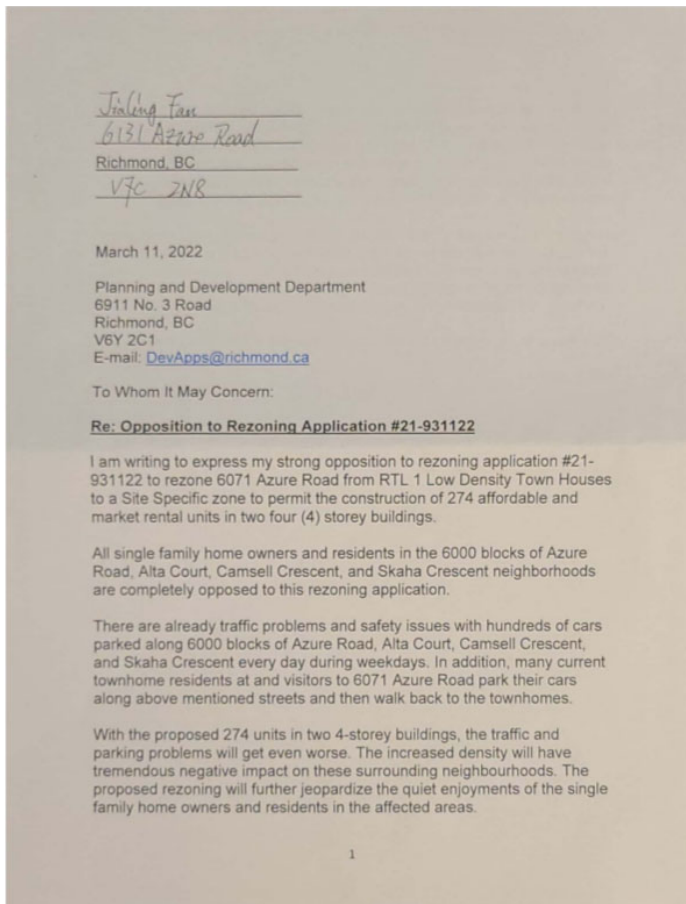 Jialing Fan
6131 Azure Road
Richmond, BC
V7C 2N8
March 11, 2022
Planning and Development Department
6911 No. 3 Road
Richmond, BC
V6Y 2C1
E-mail: DevApps@richmond.ca
To Whom It May Concern:
Re: Opposition to Rezoning Application #21-931122
I am writing to express my strong opposition to rezoning application #21-
931122 to rezone 6071 Azure Road from RTL 1 Low Density Town Houses
to a Site Specific zone to permit the construction of 274 affordable and
market rental units in two four (4) storey buildings.
All single family home owners and residents in the 6000 blocks of Azure
Road, Alta Court, Camsell Crescent, and Skaha Crescent neighborhoods
are completely opposed to this rezoning application.
There are already traffic problems and safety issues with hundreds of cars
parked along 6000 blocks of Azure Road, Alta Court, Camsell Crescent,
and Skaha Crescent every day during weekdays. In addition, many current
townhome residents at and visitors to 6071 Azure Road park their cars
along above mentioned streets and then walk back to the townhomes.
With the proposed 274 units in two 4-storey buildings, the traffic and
parking problems will get even worse. The increased density will have
tremendous negative impact on these surrounding neighbourhoods. The
proposed rezoning will further jeopardize the quiet enjoyments of the single
family home owners and residents in the affected areas.
1